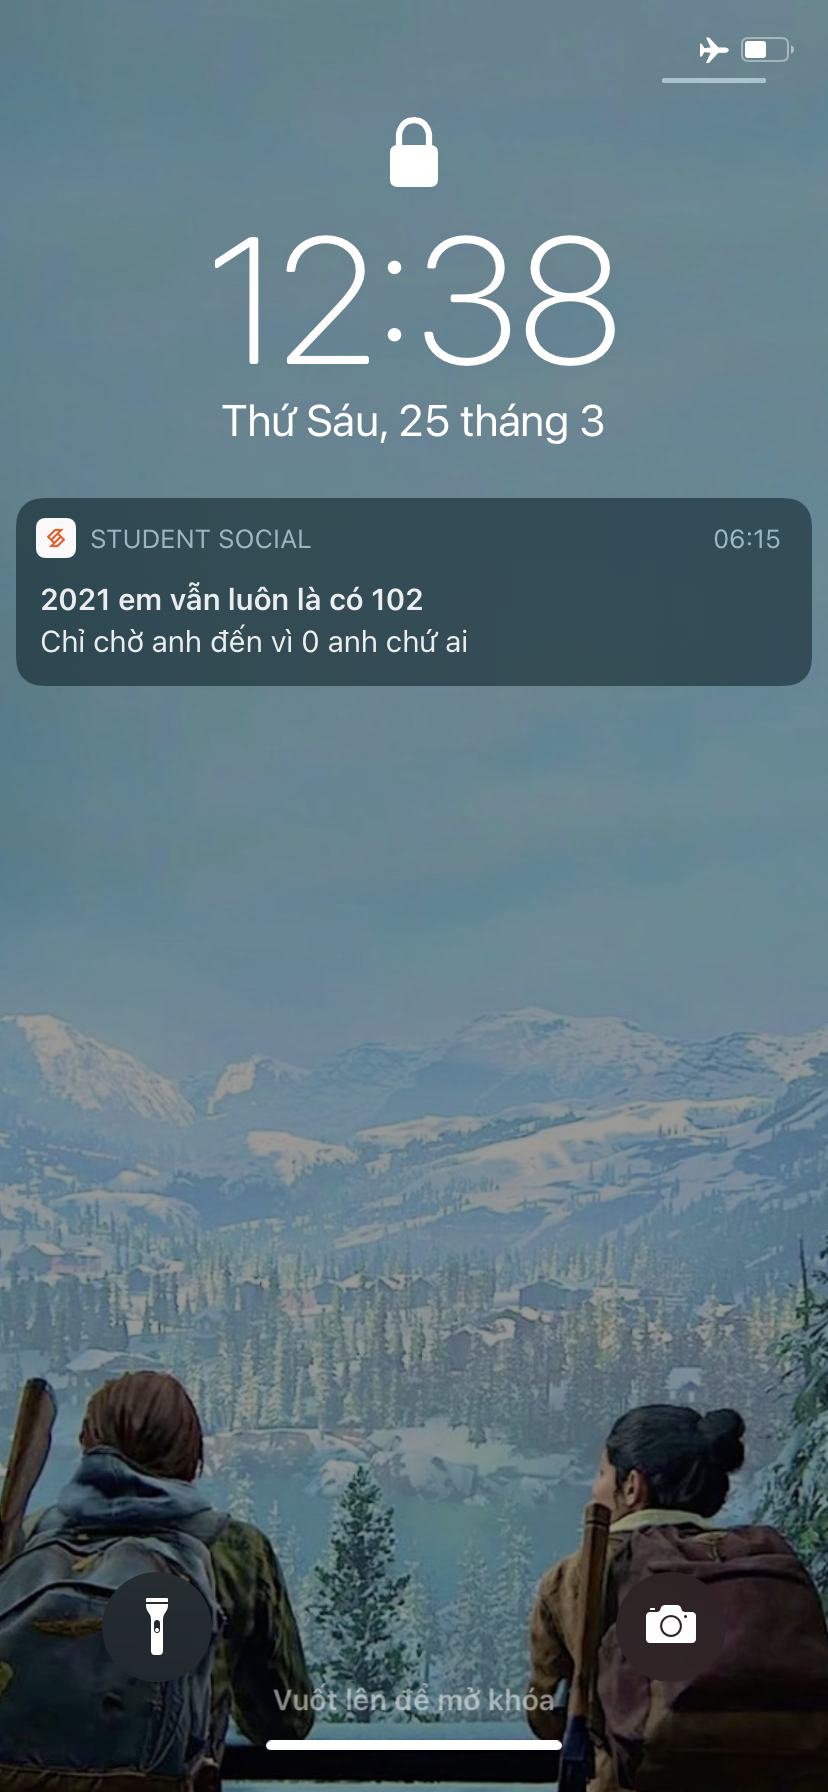 12:38
Thứ Sáu, 25 tháng 3
STUDENT SOCIAL 06:15
2021 em vẫn luôn là có 102
Chỉ chờ anh đến vì 0 anh chứ ai
Vuốt lên để mở khóa